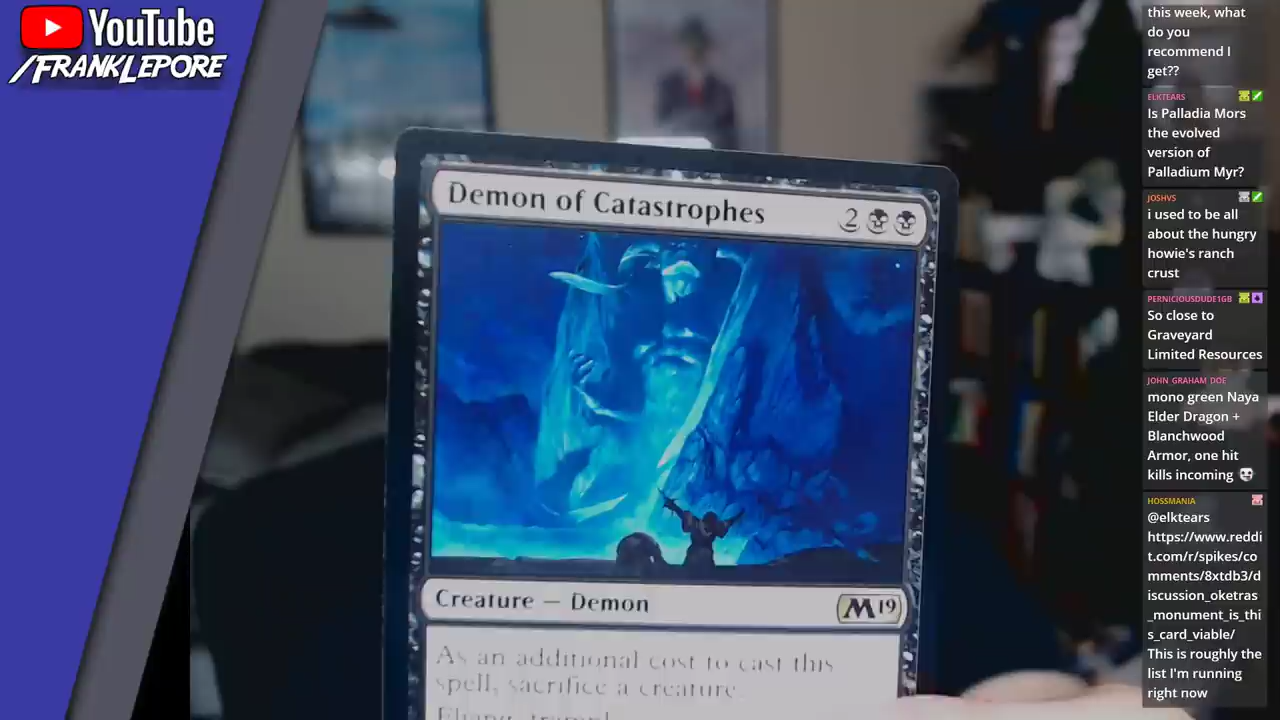 YouTube
/FRANKLEPORE
Demon of Catastrophes 2
Creature — Demon
M19
As an additional cost to cast this
spell, sacrifice a creature.
Flying, trample
this week, what
do you
recommend I
get??
ELKTEARS
Is Palladia Mors
the evolved
version of
Palladium Myr?
JOSHVS
i used to be all
about the hungry
howie's ranch
crust
PERNICIOUSDUDE1GB
So close to
Graveyard
Limited Resources
JOHN_GRAHAM_DOE
mono green Naya
Elder Dragon +
Blanchwood
Armor, one hit
kills incoming
HOSSMANIA
@elktears
https://www.reddi
t.com/r/spikes/co
mments/8xtdb3/d
iscussion_oketras
_monument_is_thi
s_card_viable/
This is roughly the
list I'm running
right now